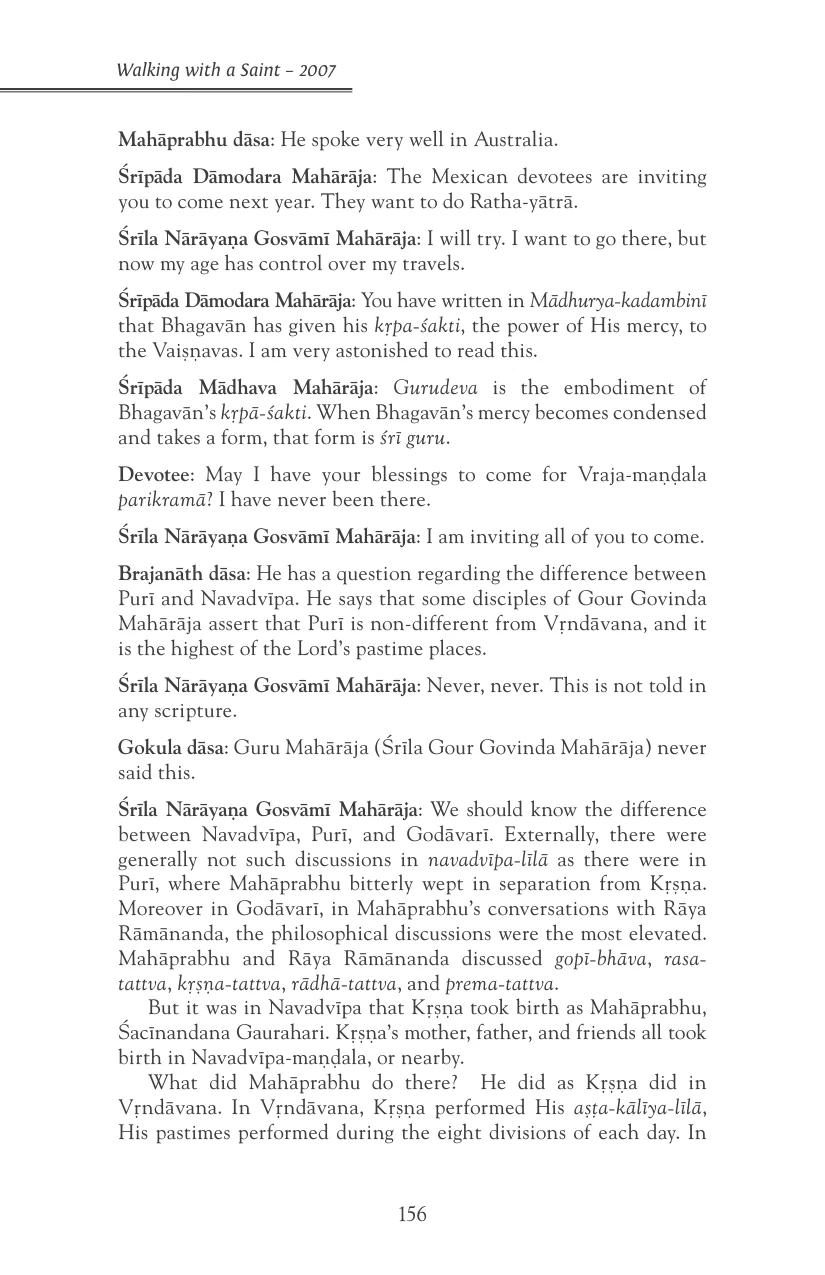 Walking with a Saint – 2007
Mahāprabhu dāsa: He spoke very well in Australia.
Śrīpāda Dāmodara Mahārāja: The Mexican devotees are inviting
you to come next year. They want to do Ratha-yātrā.
Śrīla Nārāyaṇa Gosvāmī Mahārāja: I will try. I want to go there, but
now my age has control over my travels.
Śrīpāda Dāmodara Mahārāja: You have written in Mādhurya-kadambinī
that Bhagavān has given his kṛpa-śakti, the power of His mercy, to
the Vaiṣṇavas. I am very astonished to read this.
Śrīpāda Mādhava Mahārāja: Gurudeva is the embodiment of
Bhagavān's kṛpā-śakti. When Bhagavān's mercy becomes condensed
and takes a form, that form is śrī guru.
Devotee: May I have your blessings to come for Vraja-maṇḍala
parikramā? I have never been there.
Śrīla Nārāyaṇa Gosvāmī Mahārāja: I am inviting all of you to come.
Brajanāth dāsa: He has a question regarding the difference between
Purī and Navadvīpa. He says that some disciples of Gour Govinda
Mahārāja assert that Purī is non-different from Vṛndāvana, and it
is the highest of the Lord's pastime places.
Śrīla Nārāyaṇa Gosvāmī Mahārāja: Never, never. This is not told in
any scripture.
Gokula dāsa: Guru Mahārāja (Śrīla Gour Govinda Mahārāja) never
said this.
Śrīla Nārāyaṇa Gosvāmī Mahārāja: We should know the difference
between Navadvīpa, Purī, and Godāvarī. Externally, there were
generally not such discussions in navadvīpa-līlā as there were in
Purī, where Mahāprabhu bitterly wept in separation from Kṛṣṇa.
Moreover in Godāvarī, in Mahāprabhu's conversations with Rāya
Rāmānanda, the philosophical discussions were the most elevated.
Mahāprabhu and Rāya Rāmānanda discussed gopī-bhāva, rasa-
tattva, kṛṣṇa-tattva, rādhā-tattva, and prema-tattva.
But it was in Navadvīpa that Kṛṣṇa took birth as Mahāprabhu,
Śacīnandana Gaurahari. Kṛṣṇa's mother, father, and friends all took
birth in Navadvīpa-maṇḍala, or nearby.
What did Mahāprabhu do there? He did as Kṛṣṇa did in
Vṛndāvana. In Vṛndāvana, Kṛṣṇa performed His aṣṭa-kālīya-līlā,
His pastimes performed during the eight divisions of each day. In
156